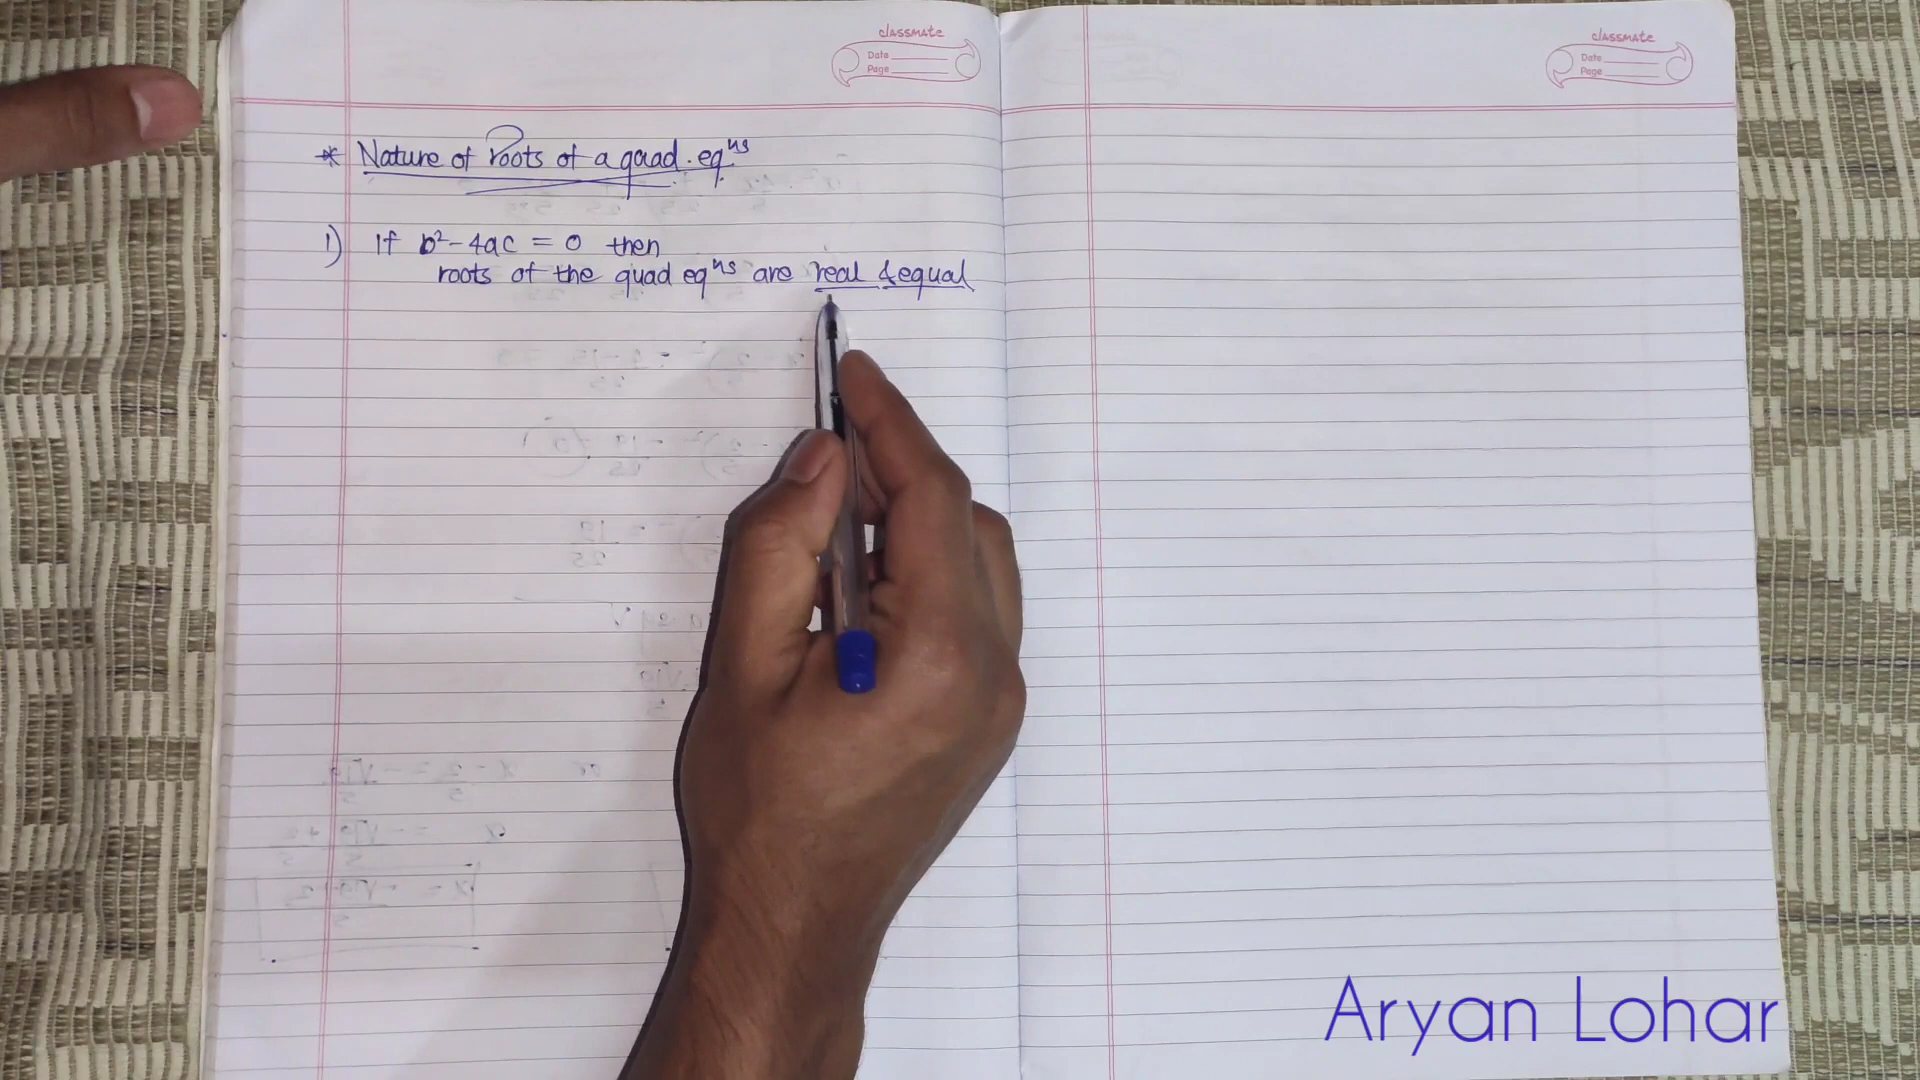 classmate
Date
Page
* Nature of roots of a quad. eqⁿˢ
1) If b² - 4ac = 0 then
roots of the quad eqⁿˢ are real & equal
classmate
Date
Page
Aryan Lohar